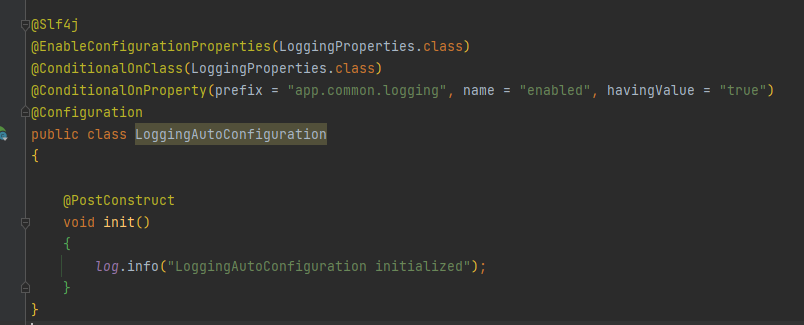 @Slf4j
@EnableConfigurationProperties(LoggingProperties.class)
@ConditionalOnClass(LoggingProperties.class)
@ConditionalOnProperty(prefix = "app.common.logging", name = "enabled", havingValue = "true")
@Configuration
public class LoggingAutoConfiguration
{
@PostConstruct
void init()
{
log.info("LoggingAutoConfiguration initialized");
}
}